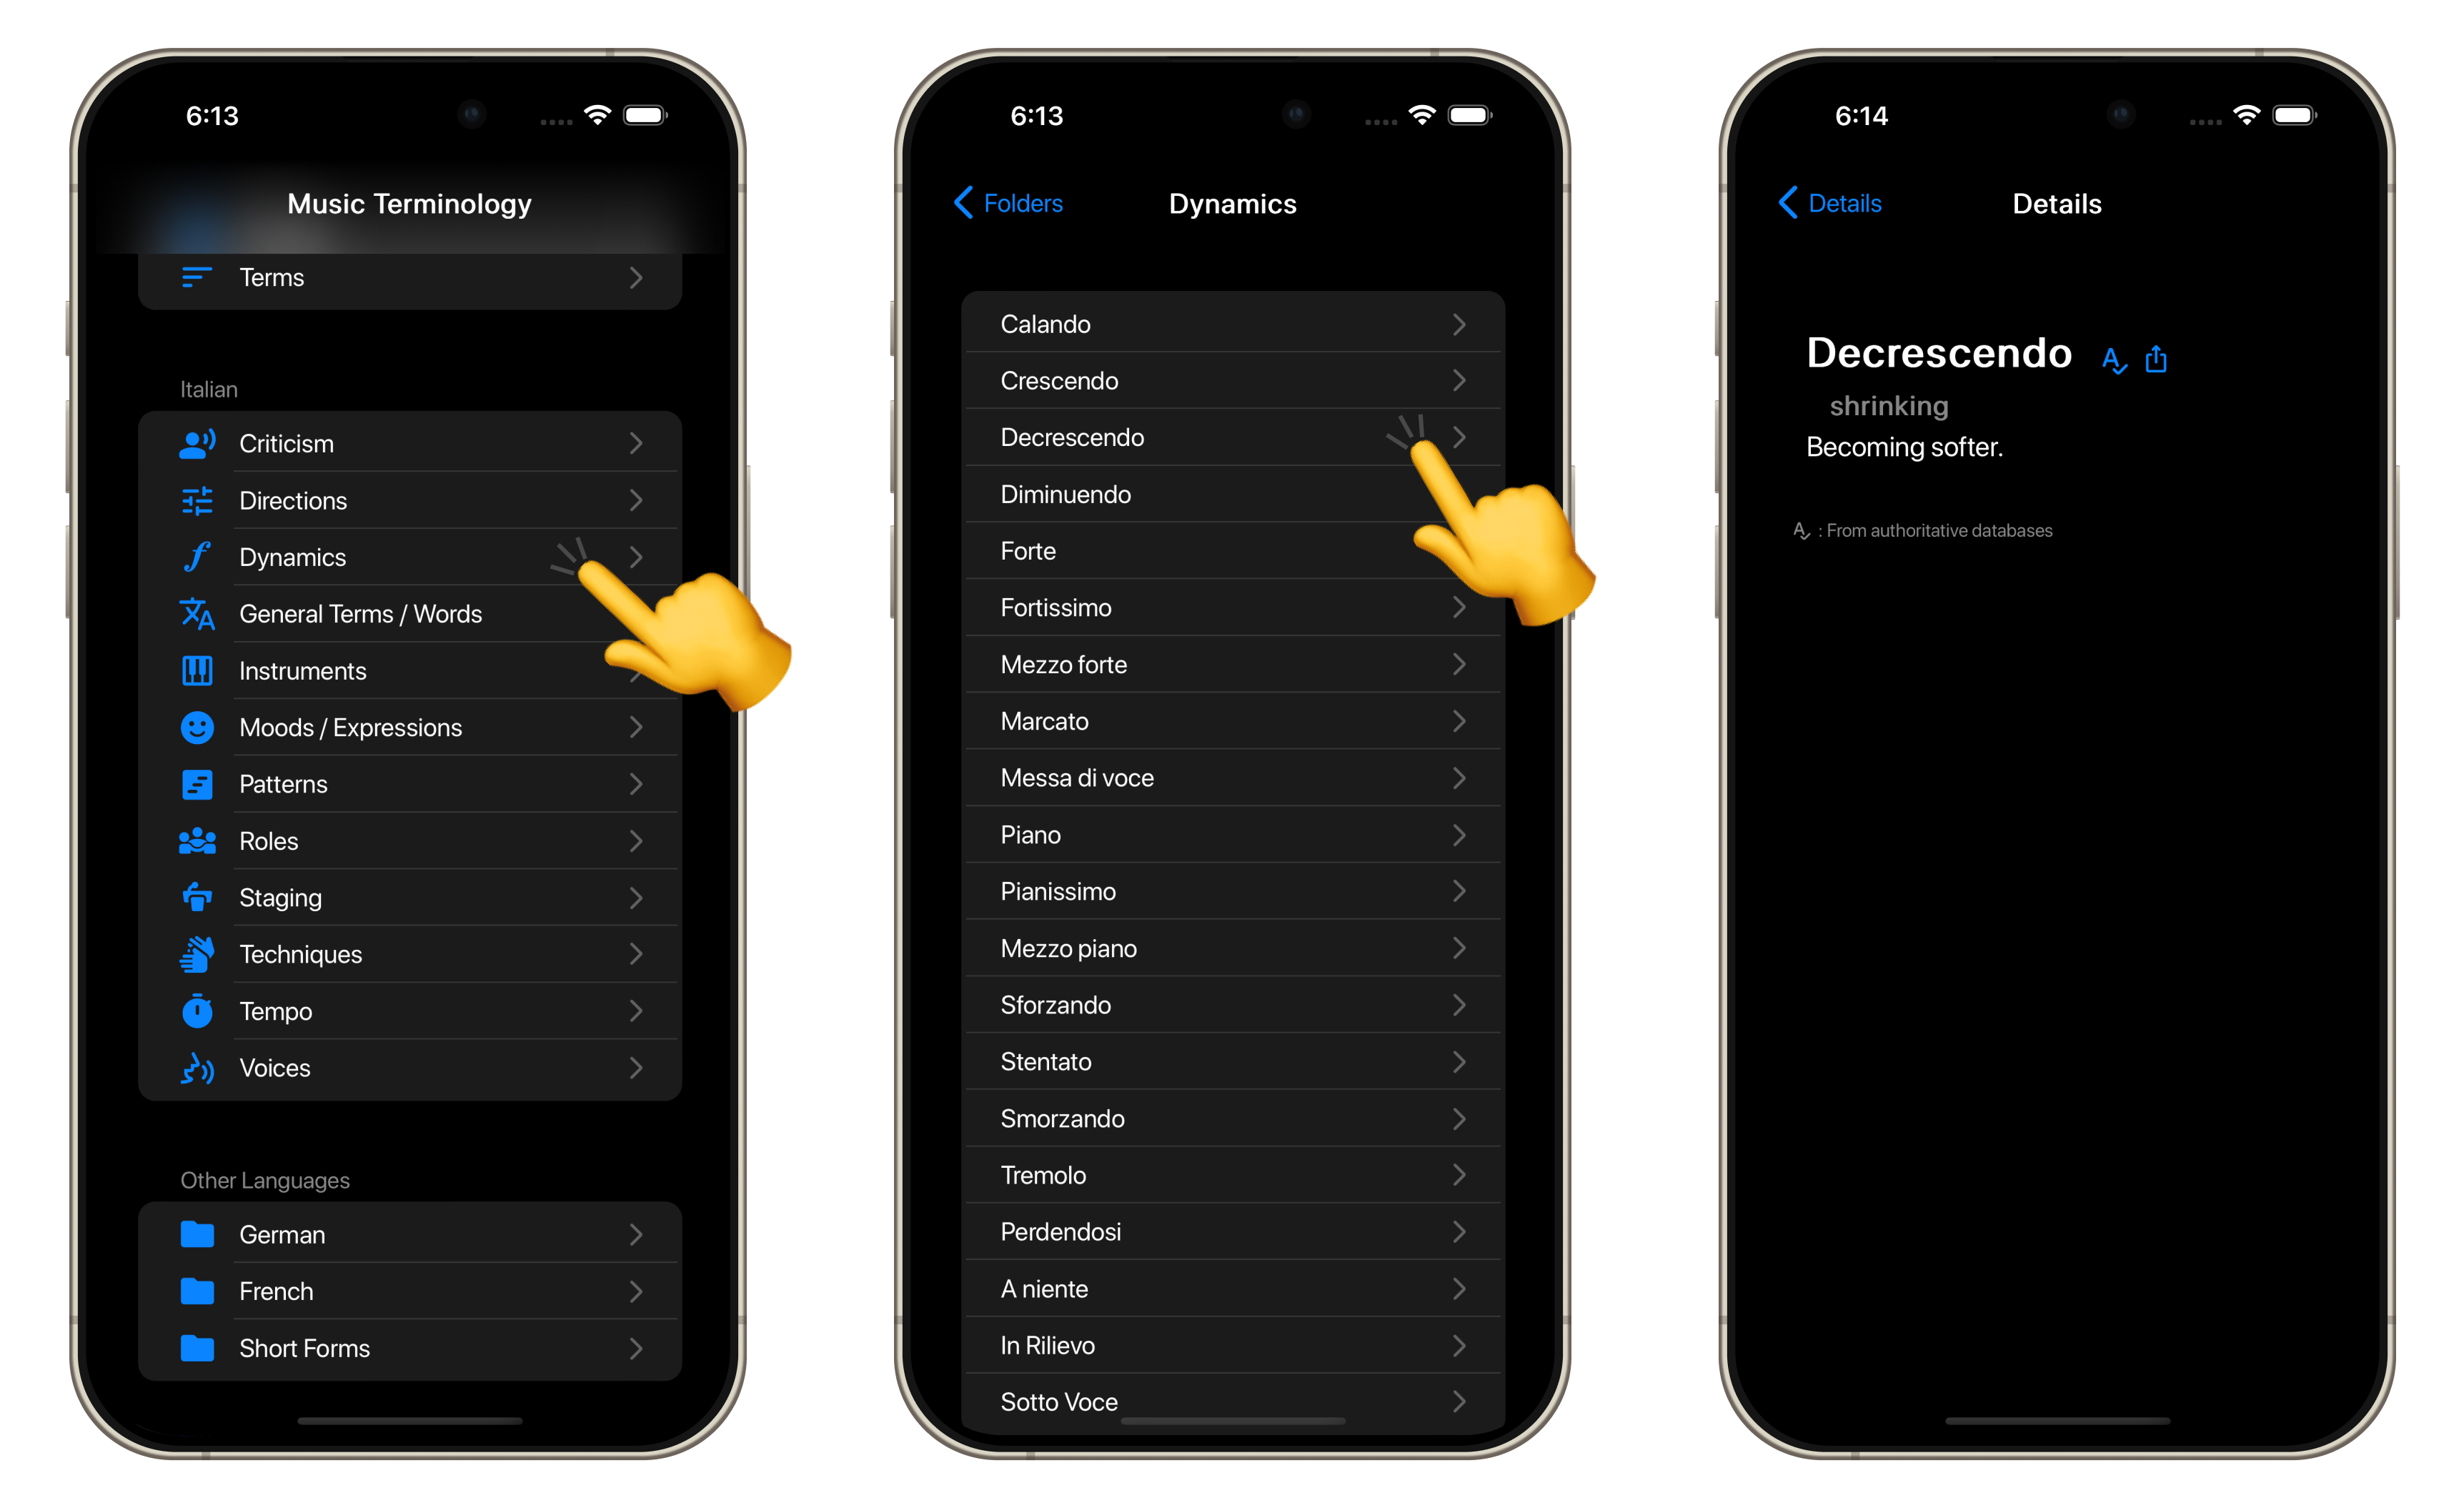 6:13
Music Terminology
Terms
Italian
Criticism
Directions
Dynamics
General Terms / Words
Instruments
Moods / Expressions
Patterns
Roles
Staging
Techniques
Tempo
Voices
Other Languages
German
French
Short Forms
6:13
Folders
Dynamics
Calando
Crescendo
Decrescendo
Diminuendo
Forte
Fortissimo
Mezzo forte
Marcato
Messa di voce
Piano
Pianissimo
Mezzo piano
Sforzando
Stentato
Smorzando
Tremolo
Perdendosi
A niente
In Rilievo
Sotto Voce
6:14
Details
Details
Decrescendo
shrinking
Becoming softer.
: From authoritative databases